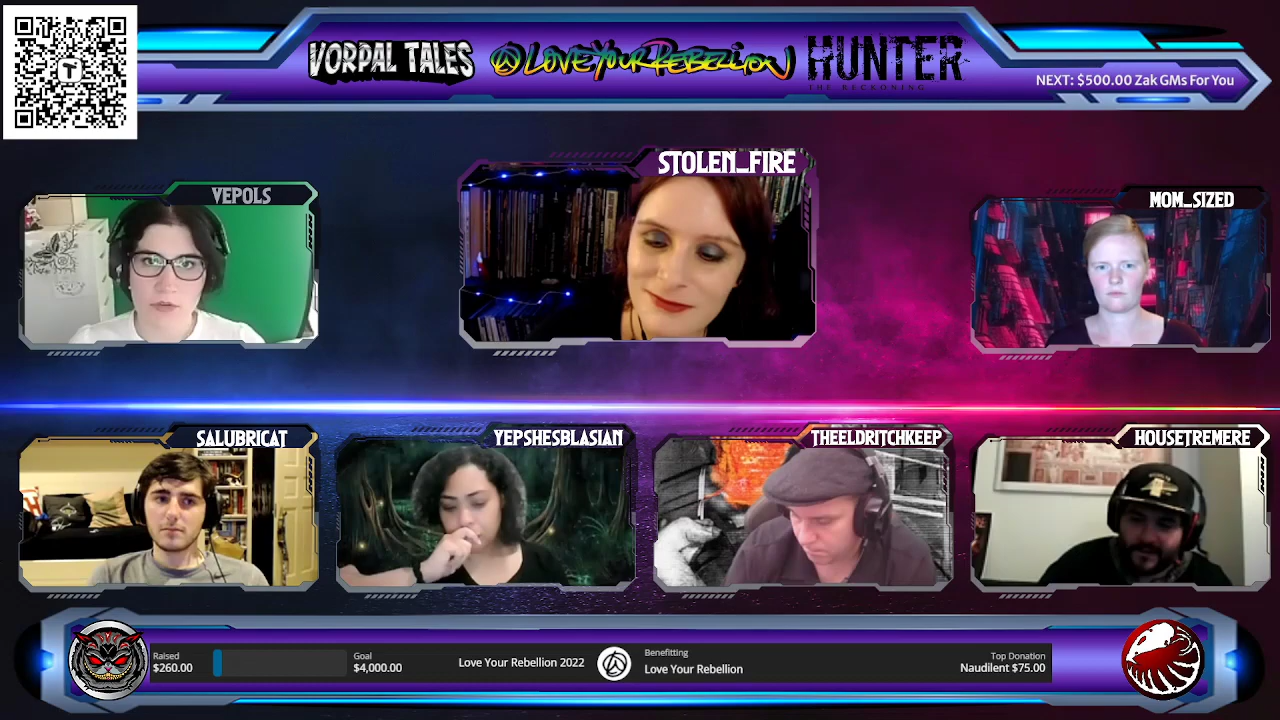 VORPAL TALES @LOVEYOURREBELLION HUNTER
THE RECKONING
NEXT: $500.00 Zak GMs For You
STOLEN_FIRE
VEPOLS
MOM_SIZED
SALUBRICAT
YEPSHESBLASIAN
THEELDRITCHKEEP
HOUSETREMERE
Raised
$260.00
Goal
$4,000.00
Love Your Rebellion 2022
Benefitting
Love Your Rebellion
Top Donation
Naudilent $75.00